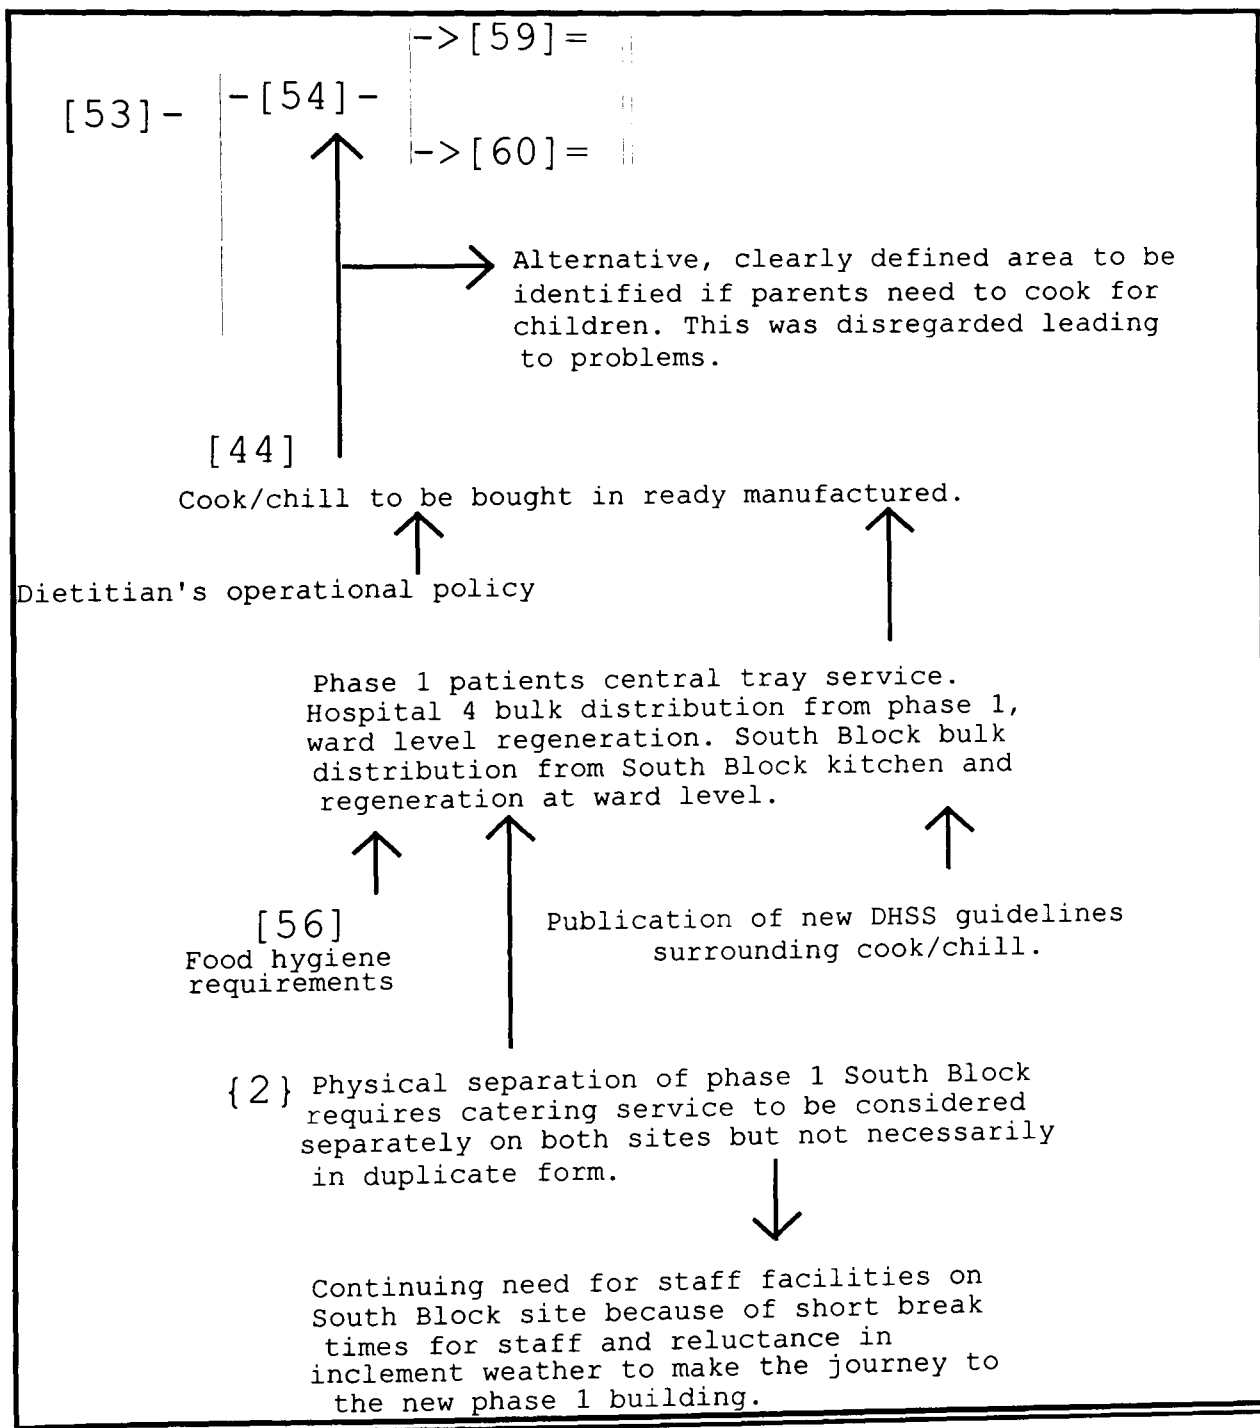 ->[59]=
[53]- -[54]-
->[60]=
Alternative, clearly defined area to be
identified if parents need to cook for
children. This was disregarded leading
to problems.
[44]
Cook/chill to be bought in ready manufactured.
Dietitian's operational policy
Phase 1 patients central tray service.
Hospital 4 bulk distribution from phase 1,
ward level regeneration. South Block bulk
distribution from South Block kitchen and
regeneration at ward level.
[56]
Food hygiene
requirements
Publication of new DHSS guidelines
surrounding cook/chill.
{2} Physical separation of phase 1 South Block
requires catering service to be considered
separately on both sites but not necessarily
in duplicate form.
Continuing need for staff facilities on
South Block site because of short break
times for staff and reluctance in
inclement weather to make the journey to
the new phase 1 building.